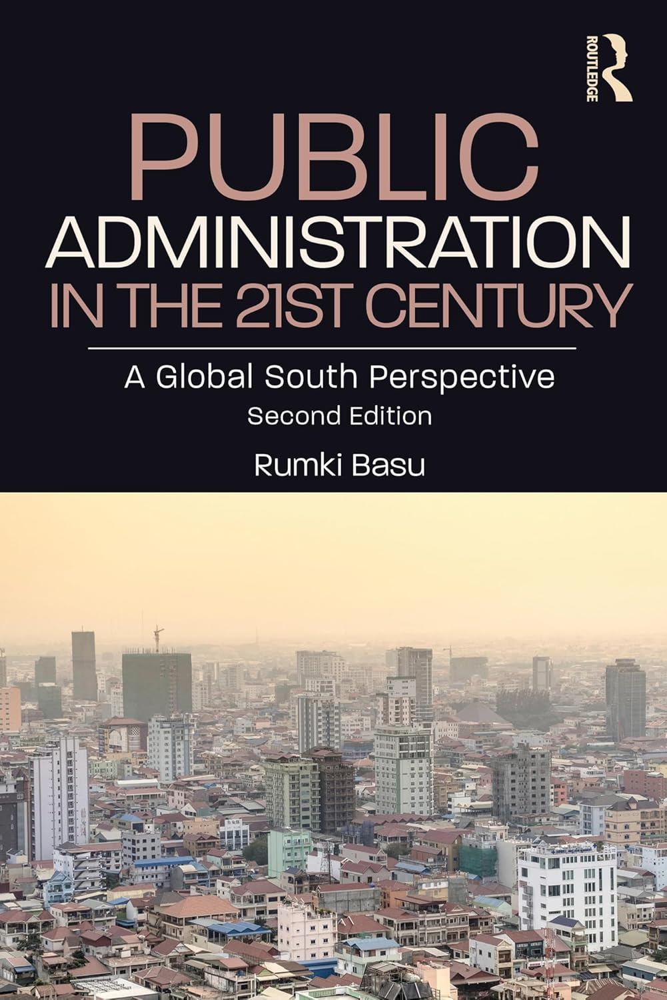 ROUTLEDGE
PUBLIC
ADMINISTRATION
IN THE 21ST CENTURY
A Global South Perspective
Second Edition
Rumki Basu